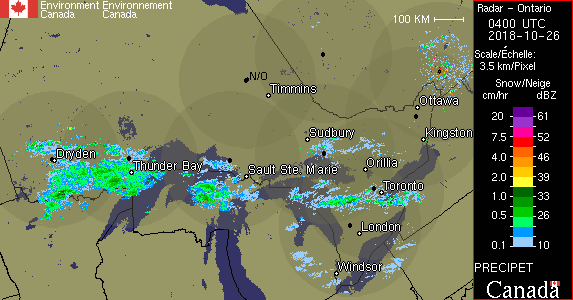 Environment Environnement
Canada Canada
100 KM
N/O
Timmins
Ottawa
Sudbury
Kingston
Dryden
Thunder Bay
Sault Ste. Marie
Orillia
Toronto
London
Windsor
Radar - Ontario
0400 UTC
2018-10-26
Scale/Échelle:
3.5 km/Pixel
Snow/Neige
cm/hr dBZ
20 61
7.5 52
4.0 46
2.0 39
1.0 33
0.5 26
0.1 10
PRECIPET
Canada